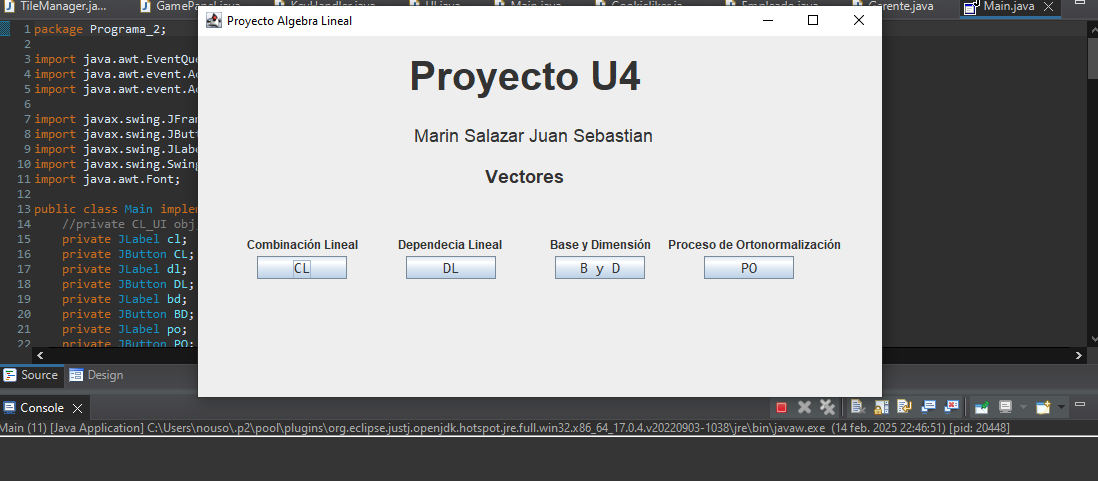 TileManager.ja...
GamePanel.java
KeyHandler.java
UI.java
Main.java
Cookieliker.java
Empleado.java
Gerente.java
Main.java
Proyecto Algebra Lineal
Proyecto U4
Marin Salazar Juan Sebastian
Vectores
Combinación Lineal
Dependecia Lineal
Base y Dimensión
Proceso de Ortonormalización
CL
DL
B y D
PO
1 package Programa_2;
2
3 import java.awt.EventQue
4 import java.awt.event.Ac
5 import java.awt.event.Ac
6
7 import javax.swing.JFran
8 import javax.swing.JButt
9 import javax.swing.JLabe
10 import javax.swing.Swing
11 import java.awt.Font;
12
13 public class Main implem
14 //private CL_UI obj
15 private JLabel cl;
16 private JButton CL;
17 private JLabel dl;
18 private JButton DL;
19 private JLabel bd;
20 private JButton BD;
21 private JLabel po;
22 private JButton PO;
Source
Design
Console
Main (11) [Java Application] C:\Users\nouso\.p2\pool\plugins\org.eclipse.justj.openjdk.hotspot.jre.full.win32.x86_64_17.0.4.v20220903-1038\jre\bin\javaw.exe (14 feb. 2025 22:46:51) [pid: 20448]